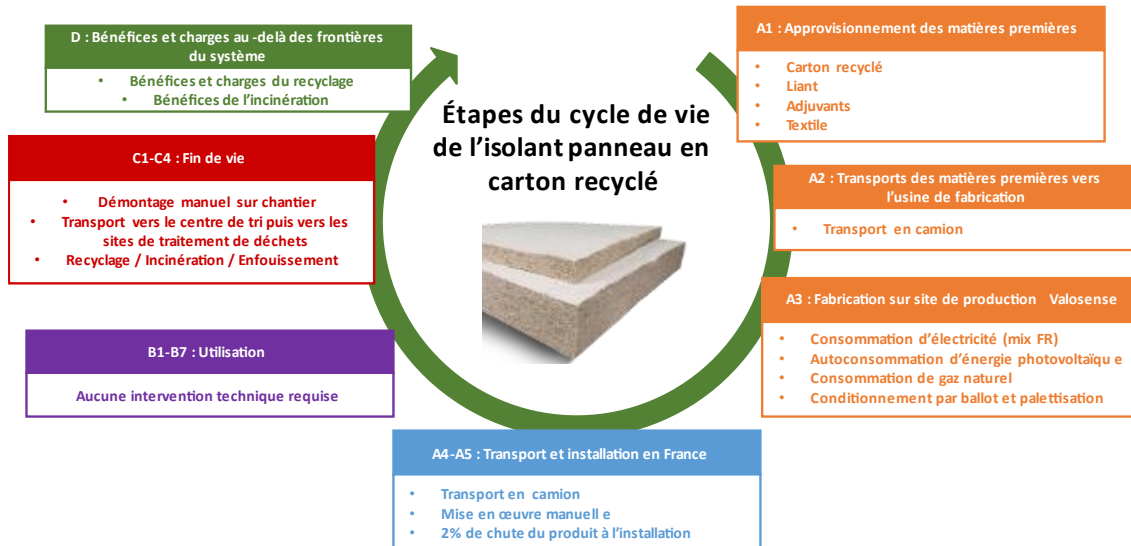 Étapes du cycle de vie
de l'isolant panneau en
carton recyclé
A1 : Approvisionnement des matières premières
• Carton recyclé
• Liant
• Adjuvants
• Textile
A2 : Transports des matières premières vers
l'usine de fabrication
• Transport en camion
A3 : Fabrication sur site de production Valosense
• Consommation d'électricité (mix FR)
• Autoconsommation d'énergie photovoltaïqu e
• Consommation de gaz naturel
• Conditionnement par ballot et palettisation
A4-A5 : Transport et installation en France
• Transport en camion
• Mise en œuvre manuell e
• 2% de chute du produit à l'installation
B1-B7 : Utilisation
Aucune intervention technique requise
C1-C4 : Fin de vie
• Démontage manuel sur chantier
• Transport vers le centre de tri puis vers les
sites de traitement de déchets
• Recyclage / Incinération / Enfouissement
D : Bénéfices et charges au -delà des frontières
du système
• Bénéfices et charges du recyclage
• Bénéfices de l'incinération